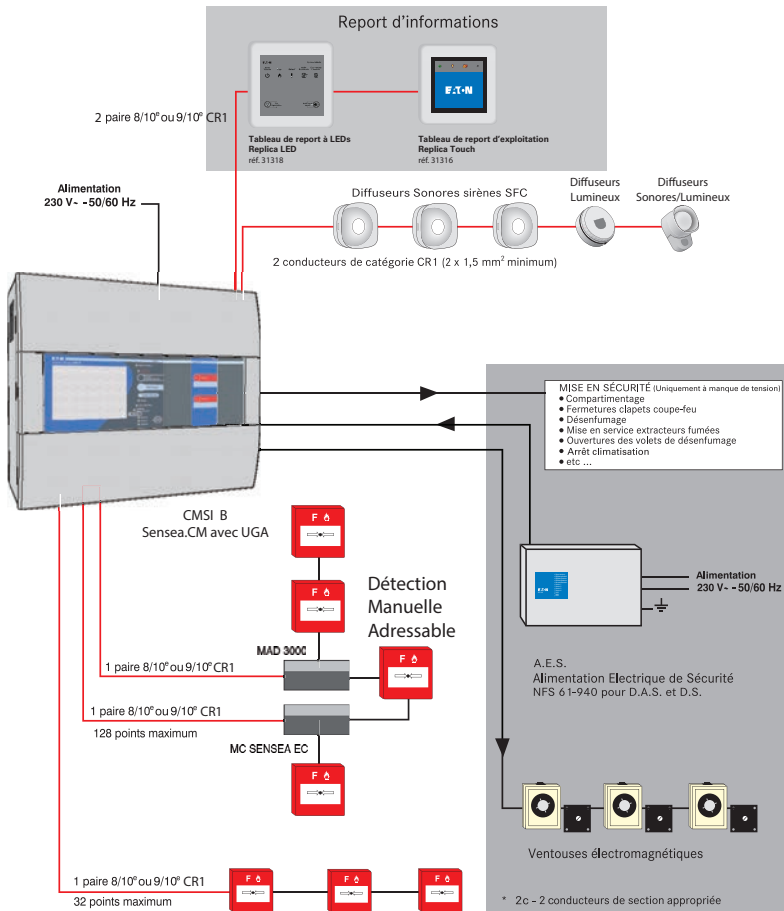 Report d'informations
EATON
EATON
2 paire 8/10e ou 9/10e CR1
Tableau de report à LEDs
Replica LED
réf. 31318
Tableau de report d'exploitation
Replica Touch
réf. 31316
Alimentation
230 V~ - 50/60 Hz
Diffuseurs Sonores sirènes SFC
Diffuseurs
Lumineux
Diffuseurs
Sonores/Lumineux
2 conducteurs de catégorie CR1 (2 x 1,5 mm² minimum)
MISE EN SÉCURITÉ (Uniquement à manque de tension)
• Compartimentage
• Fermetures clapets coupe-feu
• Désenfumage
• Mise en service extracteurs fumées
• Ouvertures des volets de désenfumage
• Arrêt climatisation
• etc ...
CMSI B
Sensea.CM avec UGA
F
F
Détection
Manuelle
Adressable
Alimentation
230 V~ - 50/60 Hz
MAD 3000
F
1 paire 8/10e ou 9/10e CR1
A.E.S.
Alimentation Electrique de Sécurité
NFS 61-940 pour D.A.S. et D.S.
1 paire 8/10e ou 9/10e CR1
128 points maximum
MC SENSEA EC
F
Ventouses électromagnétiques
1 paire 8/10e ou 9/10e CR1
32 points maximum
F
F
F
* 2c - 2 conducteurs de section appropriée